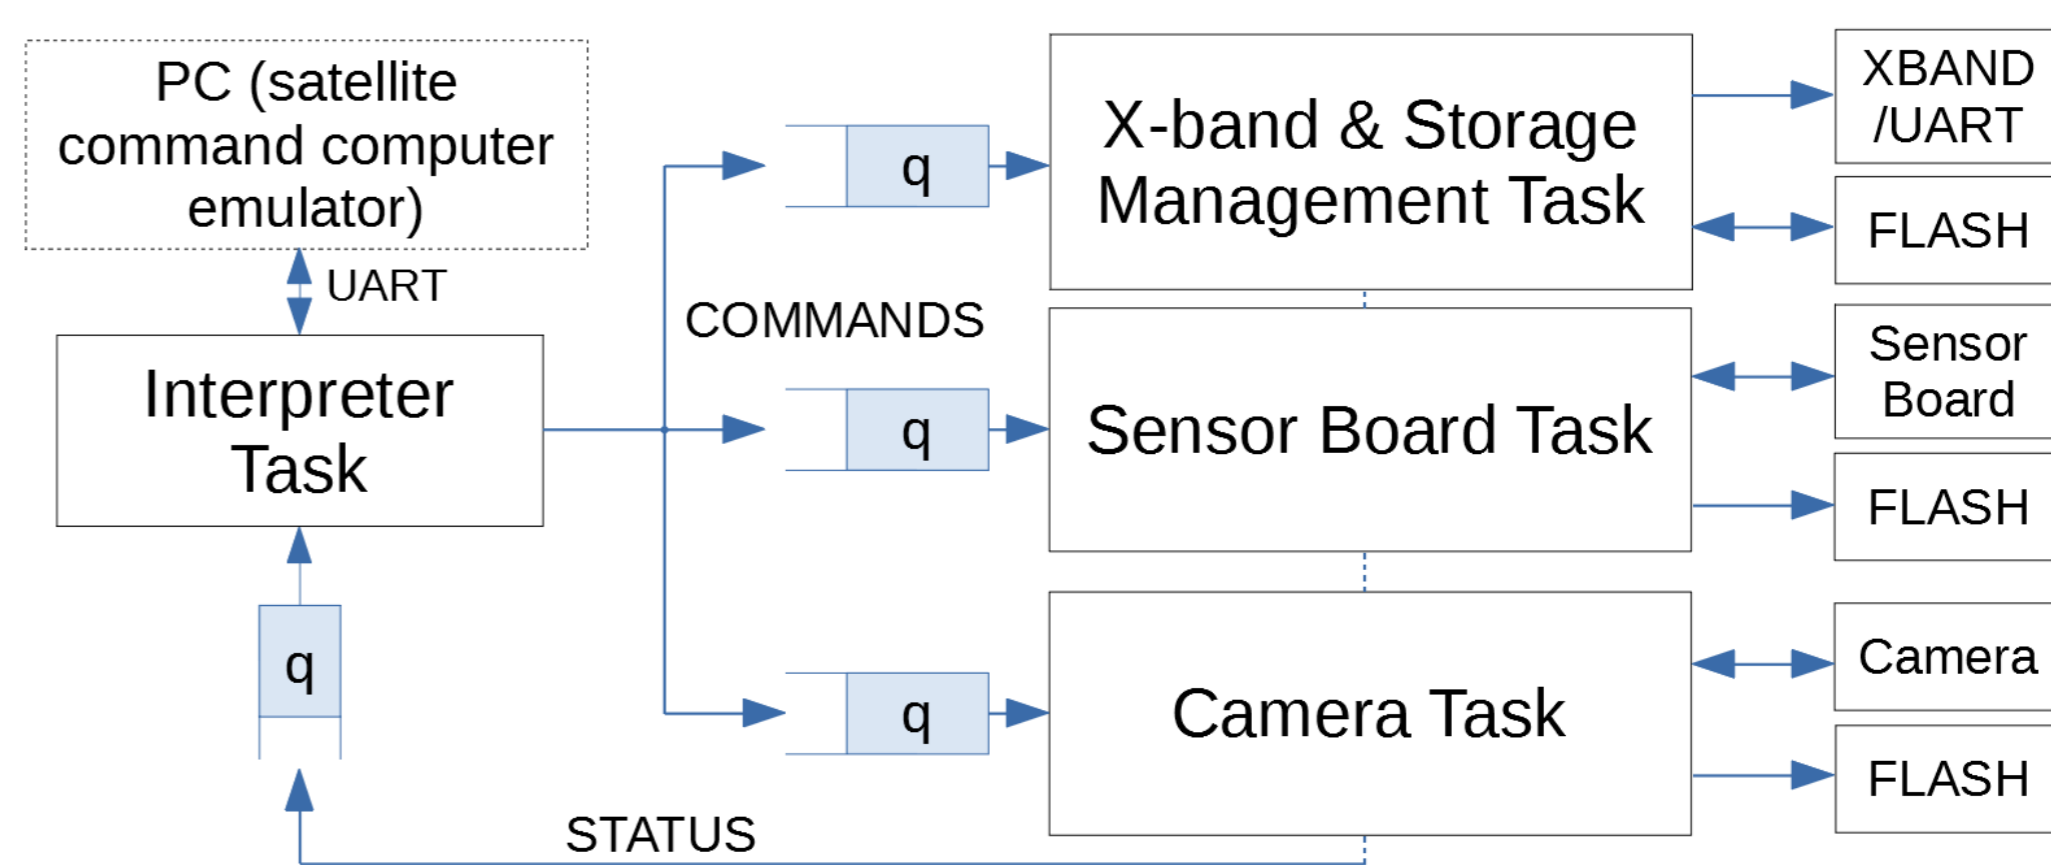 PC (satellite
command computer
emulator)
UART
Interpreter
Task
q
STATUS
COMMANDS
q
q
q
X-band & Storage
Management Task
Sensor Board Task
Camera Task
XBAND
/UART
FLASH
Sensor
Board
FLASH
Camera
FLASH